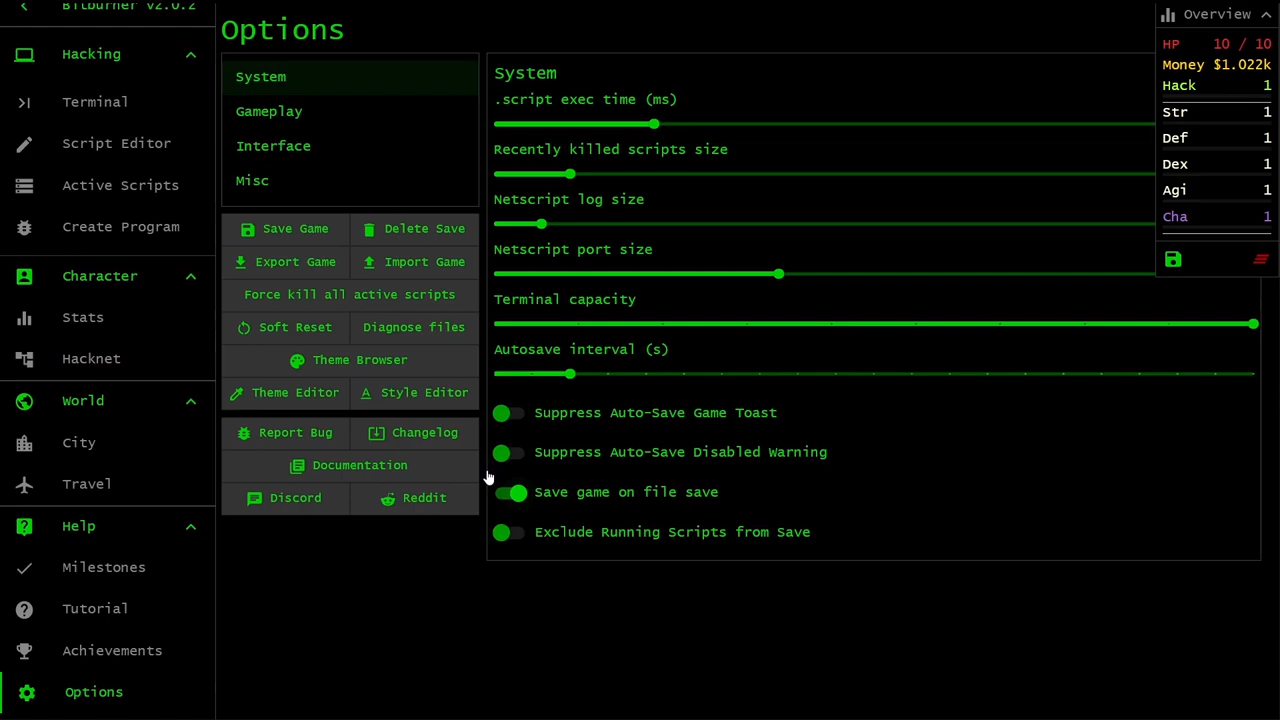 Bitburner v2.0.2
Hacking
Terminal
Script Editor
Active Scripts
Create Program
Character
Stats
Hacknet
World
City
Travel
Help
Milestones
Tutorial
Achievements
Options
Options
System
Gameplay
Interface
Misc
Save Game
Delete Save
Export Game
Import Game
Force kill all active scripts
Soft Reset
Diagnose files
Theme Browser
Theme Editor
Style Editor
Report Bug
Changelog
Documentation
Discord
Reddit
System
.script exec time (ms)
Recently killed scripts size
Netscript log size
Netscript port size
Terminal capacity
Autosave interval (s)
Suppress Auto-Save Game Toast
Suppress Auto-Save Disabled Warning
Save game on file save
Exclude Running Scripts from Save
Overview
HP 10 / 10
Money $1.022k
Hack 1
Str 1
Def 1
Dex 1
Agi 1
Cha 1